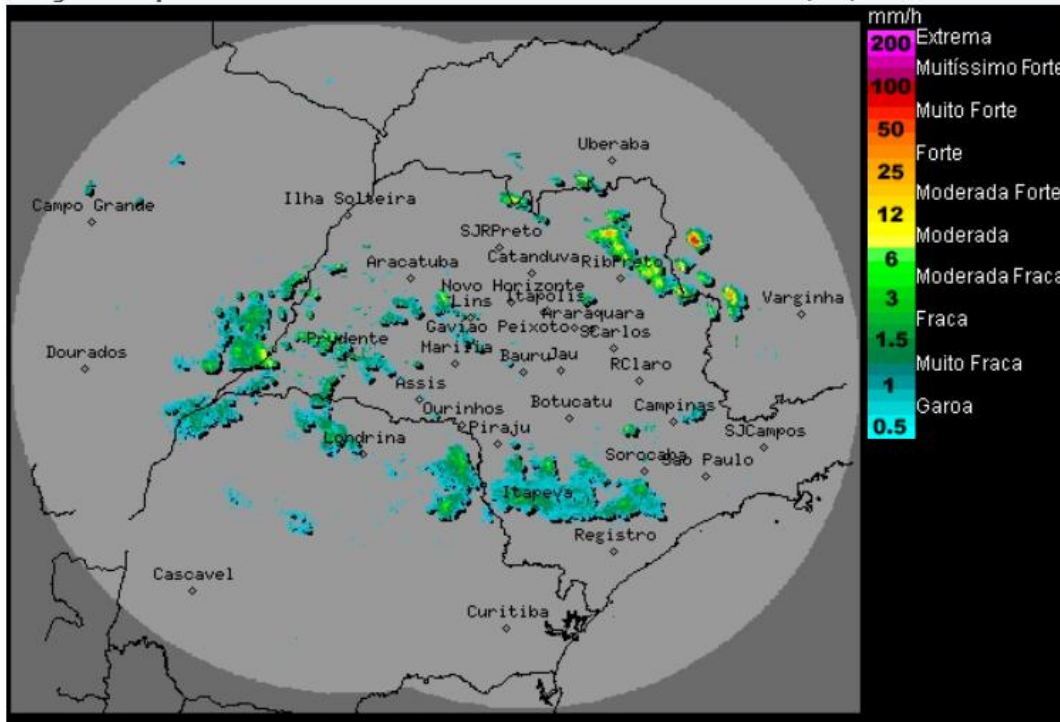 mm/h
200 Extrema
Muitíssimo Forte
100
Muito Forte
50
Forte
25
Moderada Forte
12
Moderada
6
Moderada Fraca
3
Fraca
1.5
Muito Fraca
1
Garoa
0.5
Uberaba
Campo Grande
Ilha Solteira
SJRPreto
Catanduva
Aracatuba
RibPreto
Novo Horizonte
Lins
Itapolis
Araraquara
Varginha
Gavião Peixoto
SCarlos
Prudente
Dourados
Marilia
Bauru
Jau
RClaro
Assis
Ourinhos
Botucatu
Campinas
Piraju
Londrina
SJCampos
Sorocaba
Sao Paulo
Itapeva
Registro
Cascavel
Curitiba